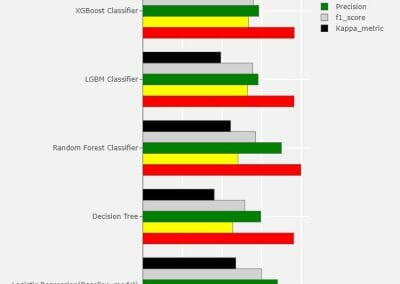 XGBoost Classifier
Precision
f1_score
Kappa_metric
LGBM Classifier
Random Forest Classifier
Decision Tree
Logistic Regression(Baseline_model)